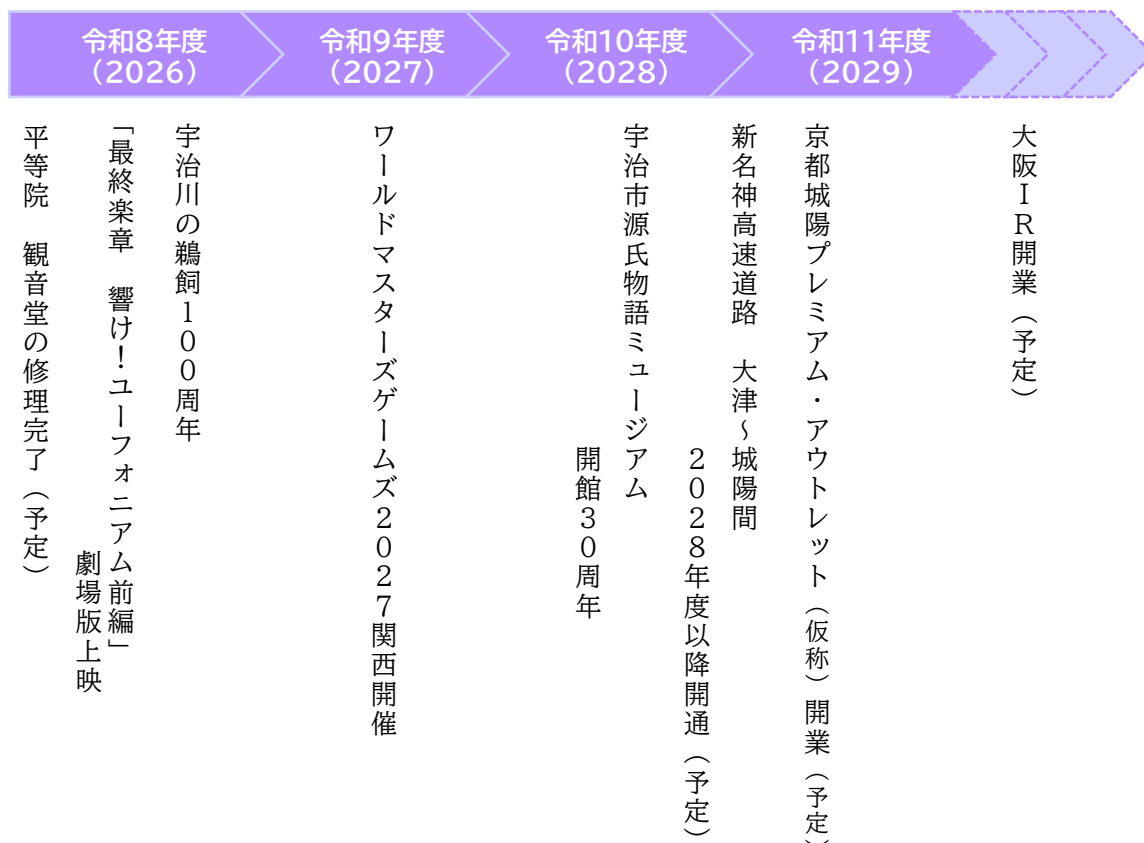 令和8年度
（2026）
令和9年度
（2027）
令和10年度
（2028）
令和11年度
（2029）
平等院　観音堂の修理完了（予定）
「最終楽章　響け！ユーフォニアム前編」
劇場版上映
宇治川の鵜飼１００周年
ワールドマスターズゲームズ２０２７関西開催
宇治市源氏物語ミュージアム
開館３０周年
新名神高速道路　大津～城陽間
２０２８年度以降開通（予定）
京都城陽プレミアム・アウトレット（仮称）開業（予定）
大阪ＩＲ開業（予定）